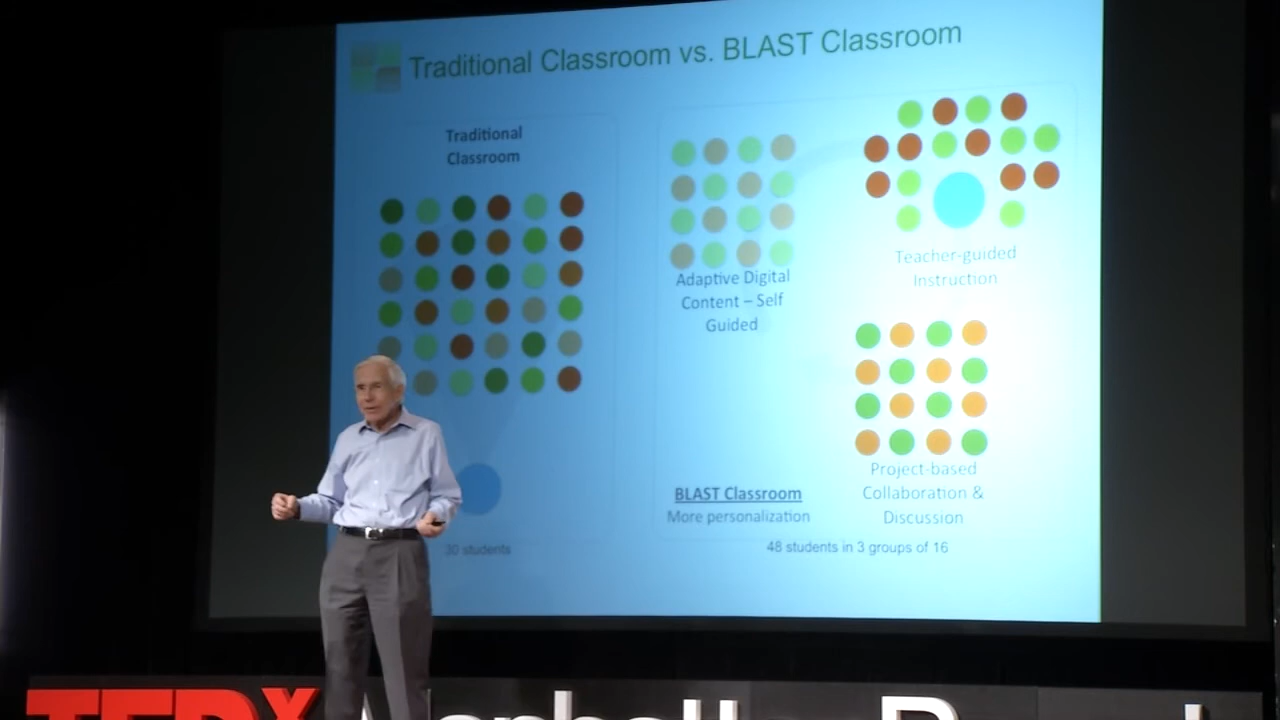 Traditional Classroom vs. BLAST Classroom
Traditional
Classroom
30 students
Adaptive Digital
Content – Self
Guided
Teacher-guided
Instruction
Project-based
Collaboration &
Discussion
BLAST Classroom
More personalization
48 students in 3 groups of 16
TEDx